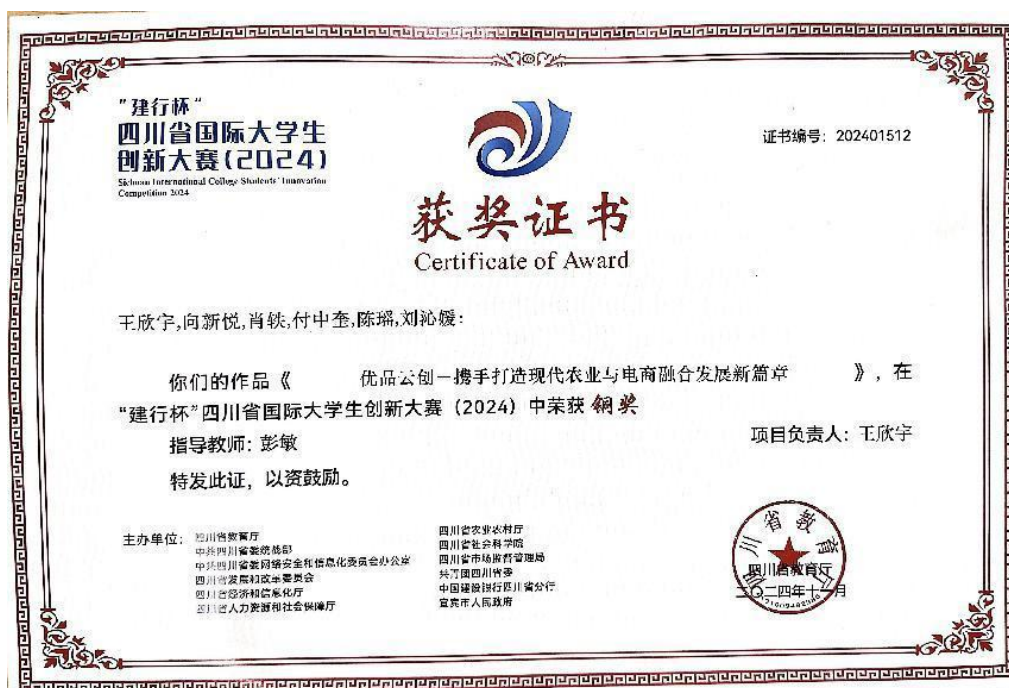 “建行杯”
四川省国际大学生
创新大赛(2024)
Sichuan International College Students' Innovation
Competition 2024
证书编号：202401512
获奖证书
Certificate of Award
王欣宇,向新悦,肖轶,付中奎,陈瑶,刘沁媛：
你们的作品《 优品云创－携手打造现代农业与电商融合发展新篇章 》，在
“建行杯”四川省国际大学生创新大赛（2024）中荣获 铜奖
指导教师：彭敏
项目负责人：王欣宇
特发此证，以资鼓励。
主办单位：四川省教育厅
中共四川省委统战部
中共四川省委网络安全和信息化委员会办公室
四川省发展和改革委员会
四川省经济和信息化厅
四川省人力资源和社会保障厅
四川省农业农村厅
四川省社会科学院
四川省市场监督管理局
共青团四川省委
中国建设银行四川省分行
宜宾市人民政府
四川省教育厅
四川省教育厅
二〇二四年十一月